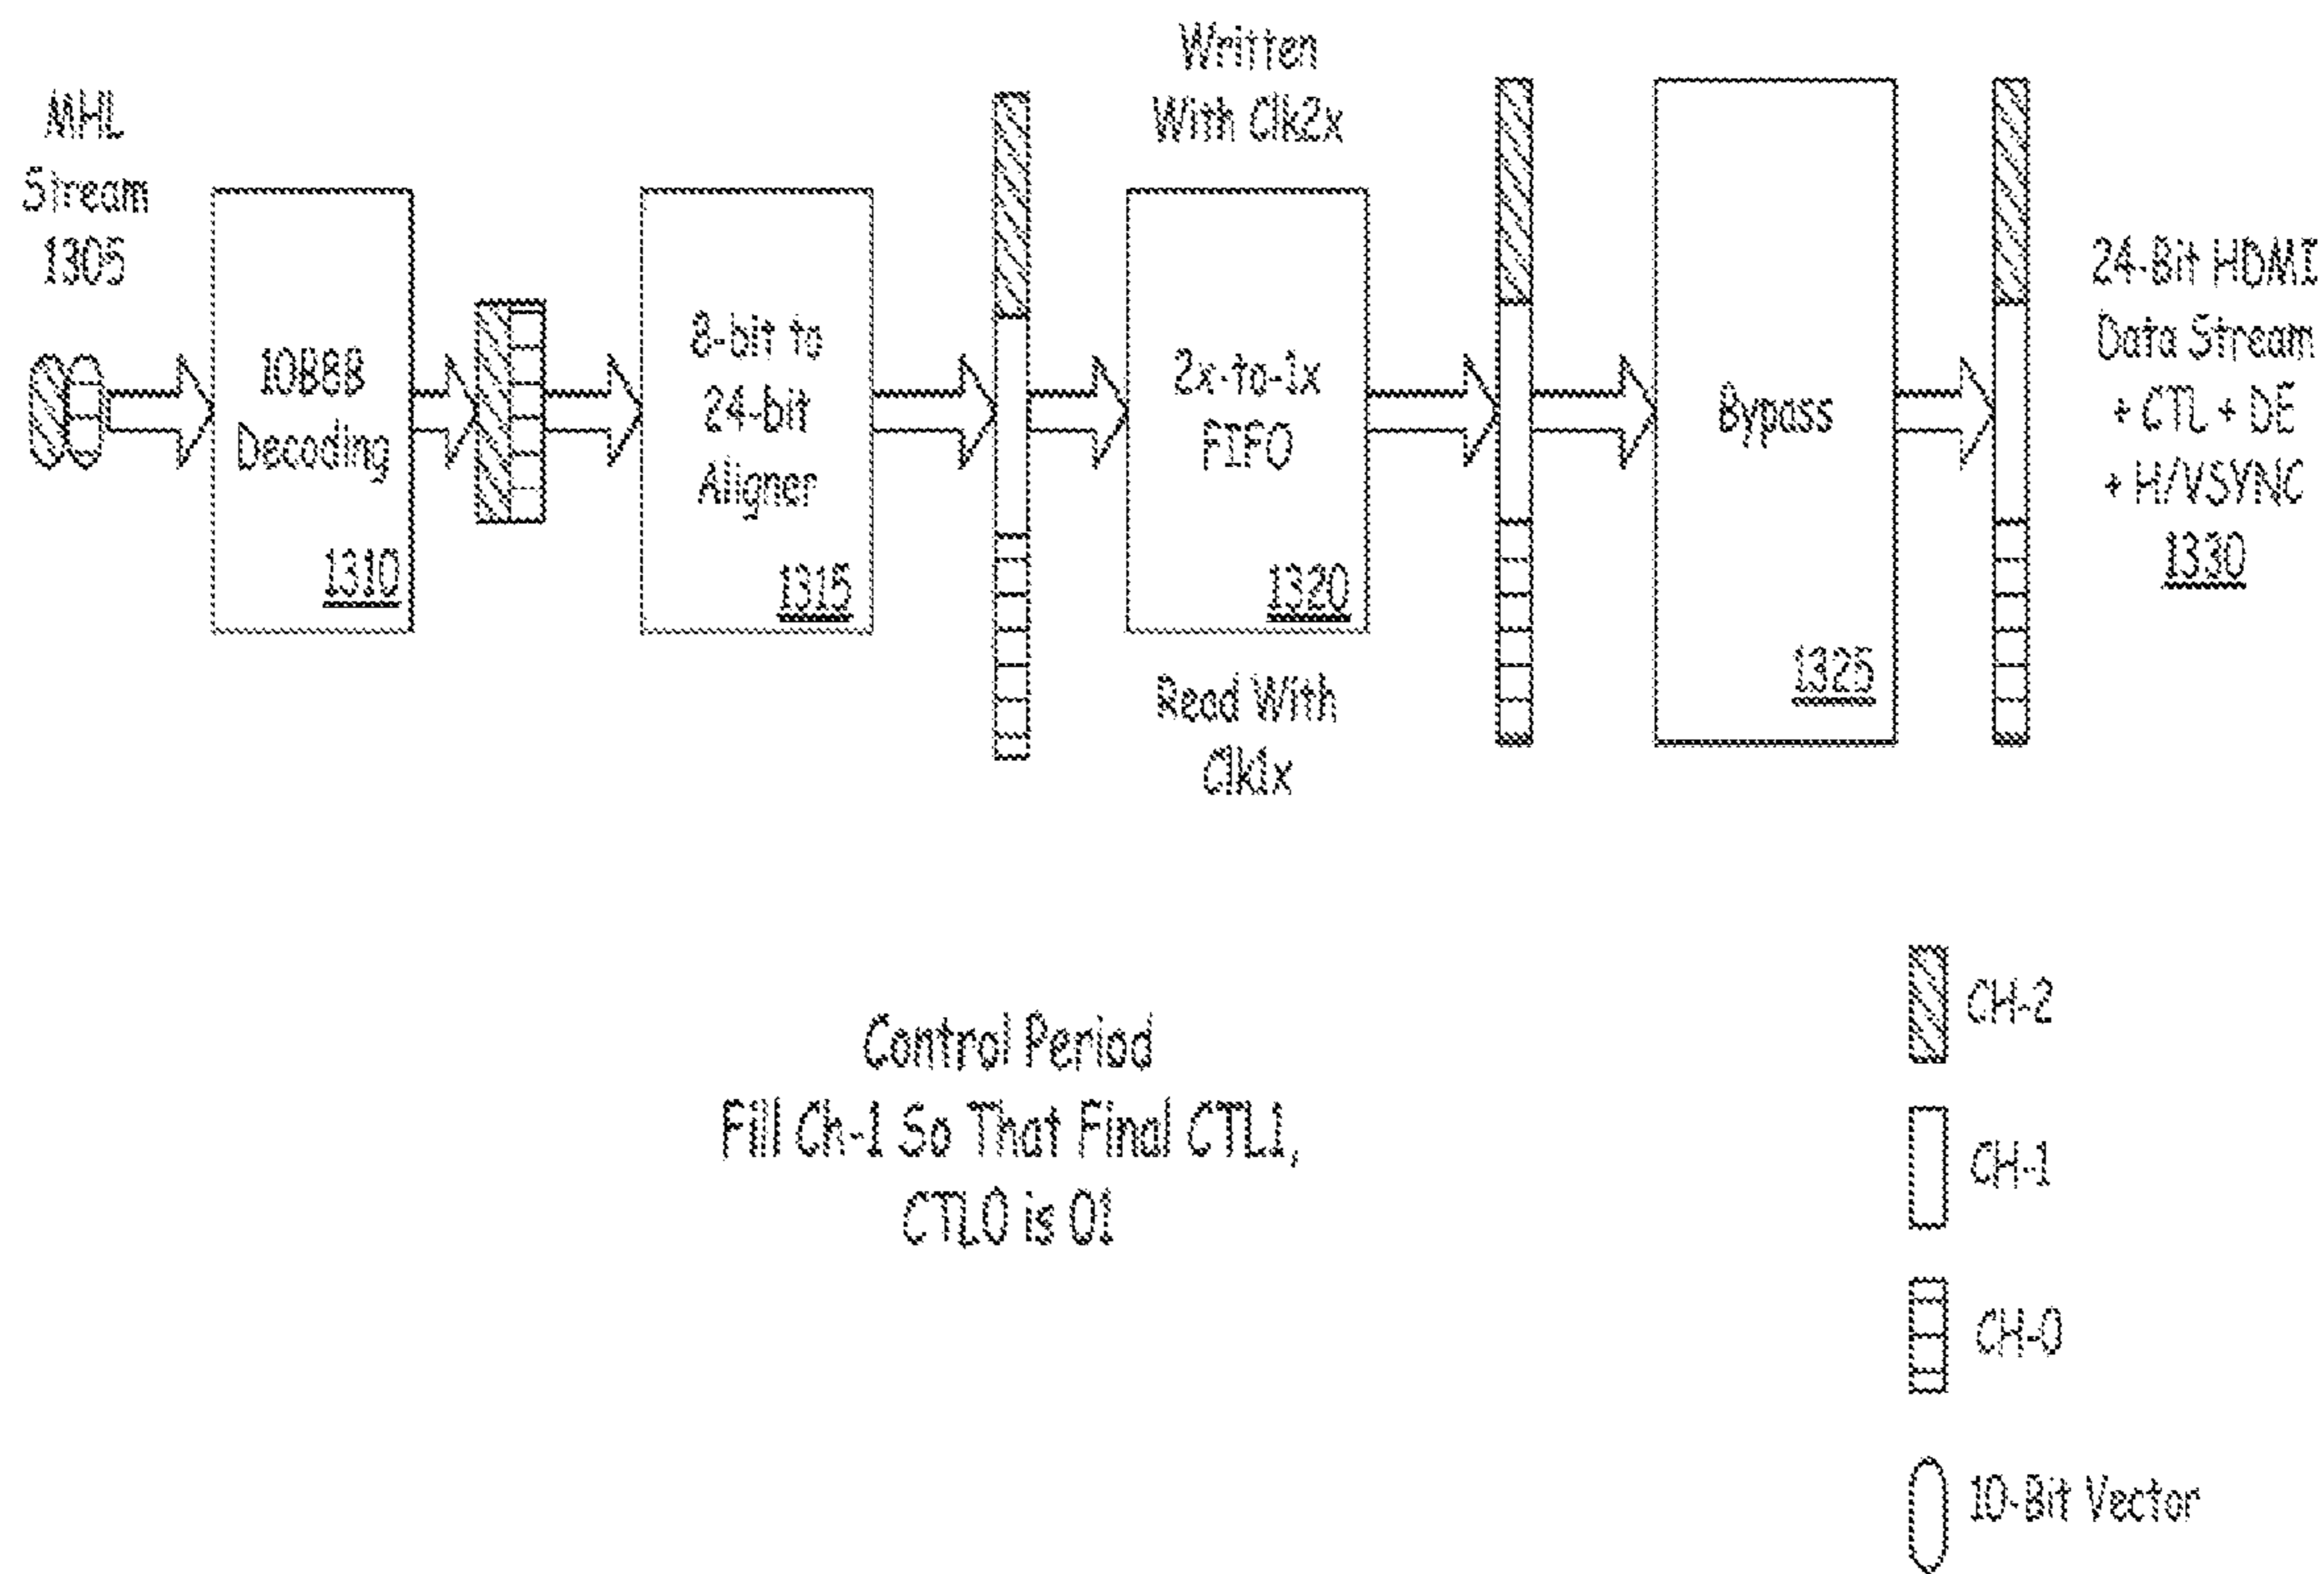 MHL
Stream
1305
10B8B
Decoding
1310
8-bit to
24-bit
Aligner
1315
Written
With Clk2x
2x-to-1x
FIFO
1320
Read With
Clk1x
Bypass
1325
24-Bit HDMI
Data Stream
+ CTL + DE
+ H/VSYNC
1330
Control Period
Fill Ch-1 So That Final CTL1,
CTL0 is 01
CH-2
CH-1
CH-0
10-Bit Vector